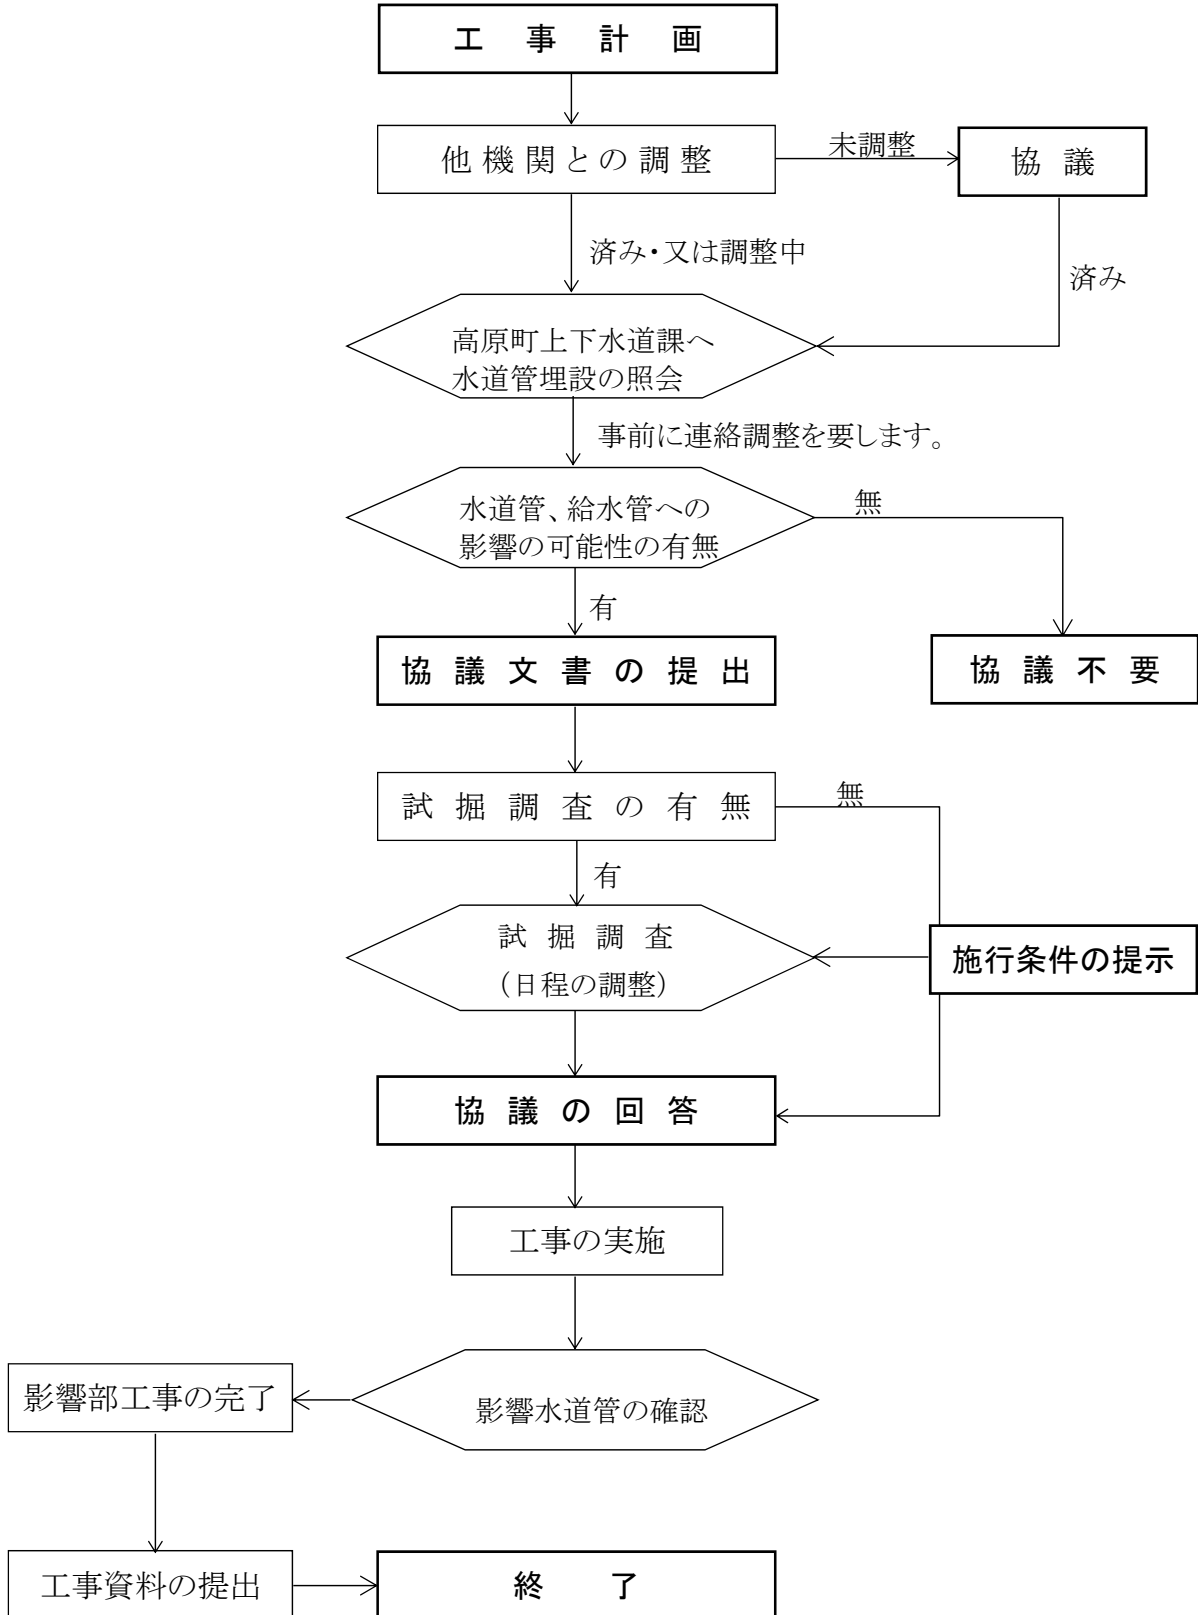 工事計画
他機関との調整
未調整
協議
済み・又は調整中
済み
高原町上下水道課へ
水道管埋設の照会
事前に連絡調整を要します。
水道管、給水管への
影響の可能性の有無
無
有
協議文書の提出
協議不要
試掘調査の有無
無
有
試掘調査
（日程の調整）
施行条件の提示
協議の回答
工事の実施
影響部工事の完了
影響水道管の確認
工事資料の提出
終了